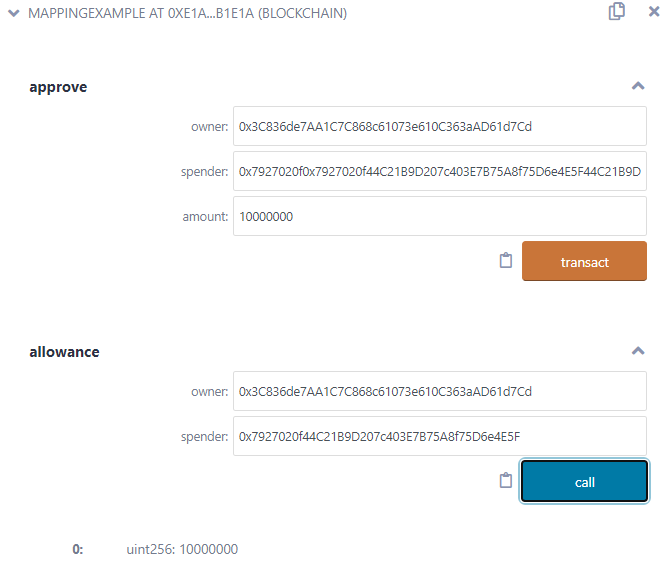 MAPPINGEXAMPLE AT 0XE1A...B1E1A (BLOCKCHAIN)
approve
owner: 0x3C836de7AA1C7C868c61073e610C363aAD61d7Cd
spender: 0x7927020f0x7927020f44C21B9D207c403E7B75A8f75D6e4E5F44C21B9D
amount: 10000000
transact
allowance
owner: 0x3C836de7AA1C7C868c61073e610C363aAD61d7Cd
spender: 0x7927020f44C21B9D207c403E7B75A8f75D6e4E5F
call
0: uint256: 10000000